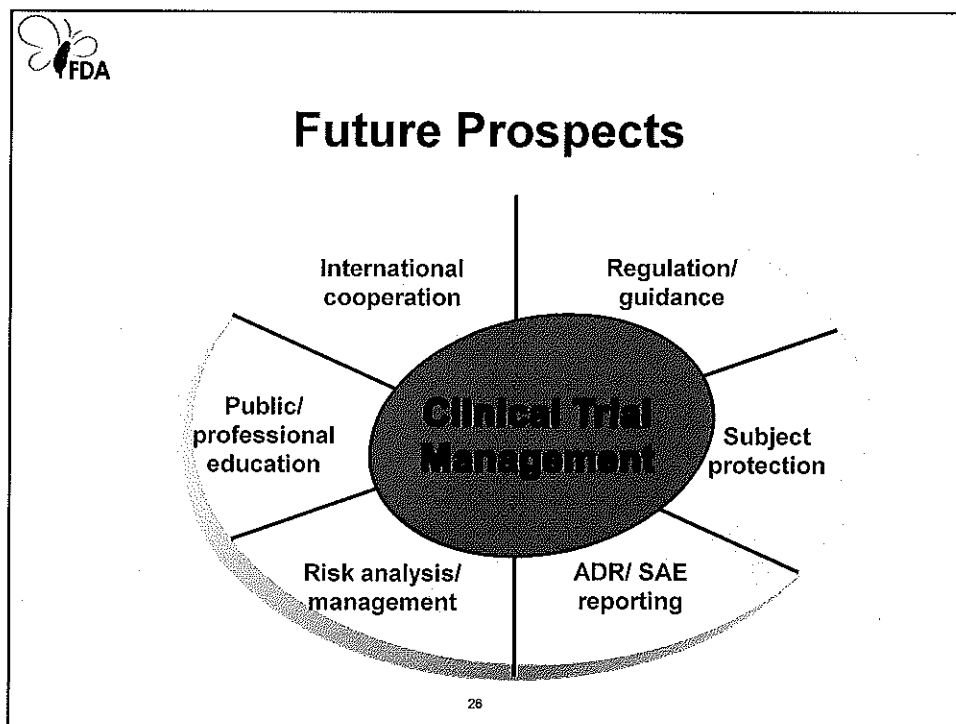 FDA
Future Prospects
International
cooperation
Regulation/
guidance
Public/
professional
education
Clinical Trial
Management
Subject
protection
Risk analysis/
management
ADR/ SAE
reporting
26